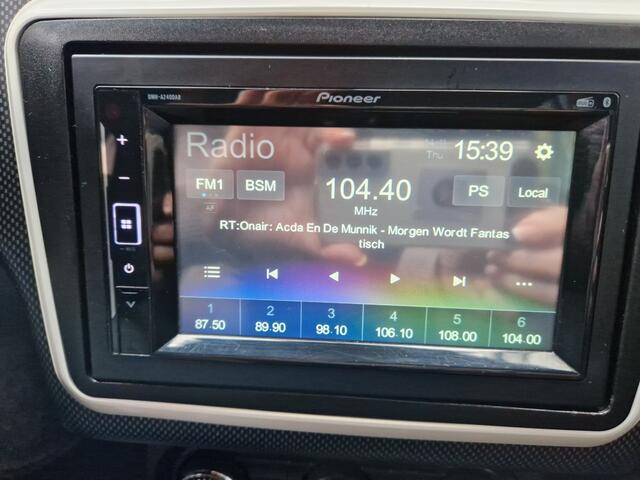 DMH-A240DAB
Pioneer
Radio
Thu
15:39
FM1
BSM
104.40
MHz
PS
Local
AF
RT:Onair: Acda En De Munnik - Morgen Wordt Fantas
tisch
1
87.50
2
89.90
3
98.10
4
106.10
5
108.00
6
104.00